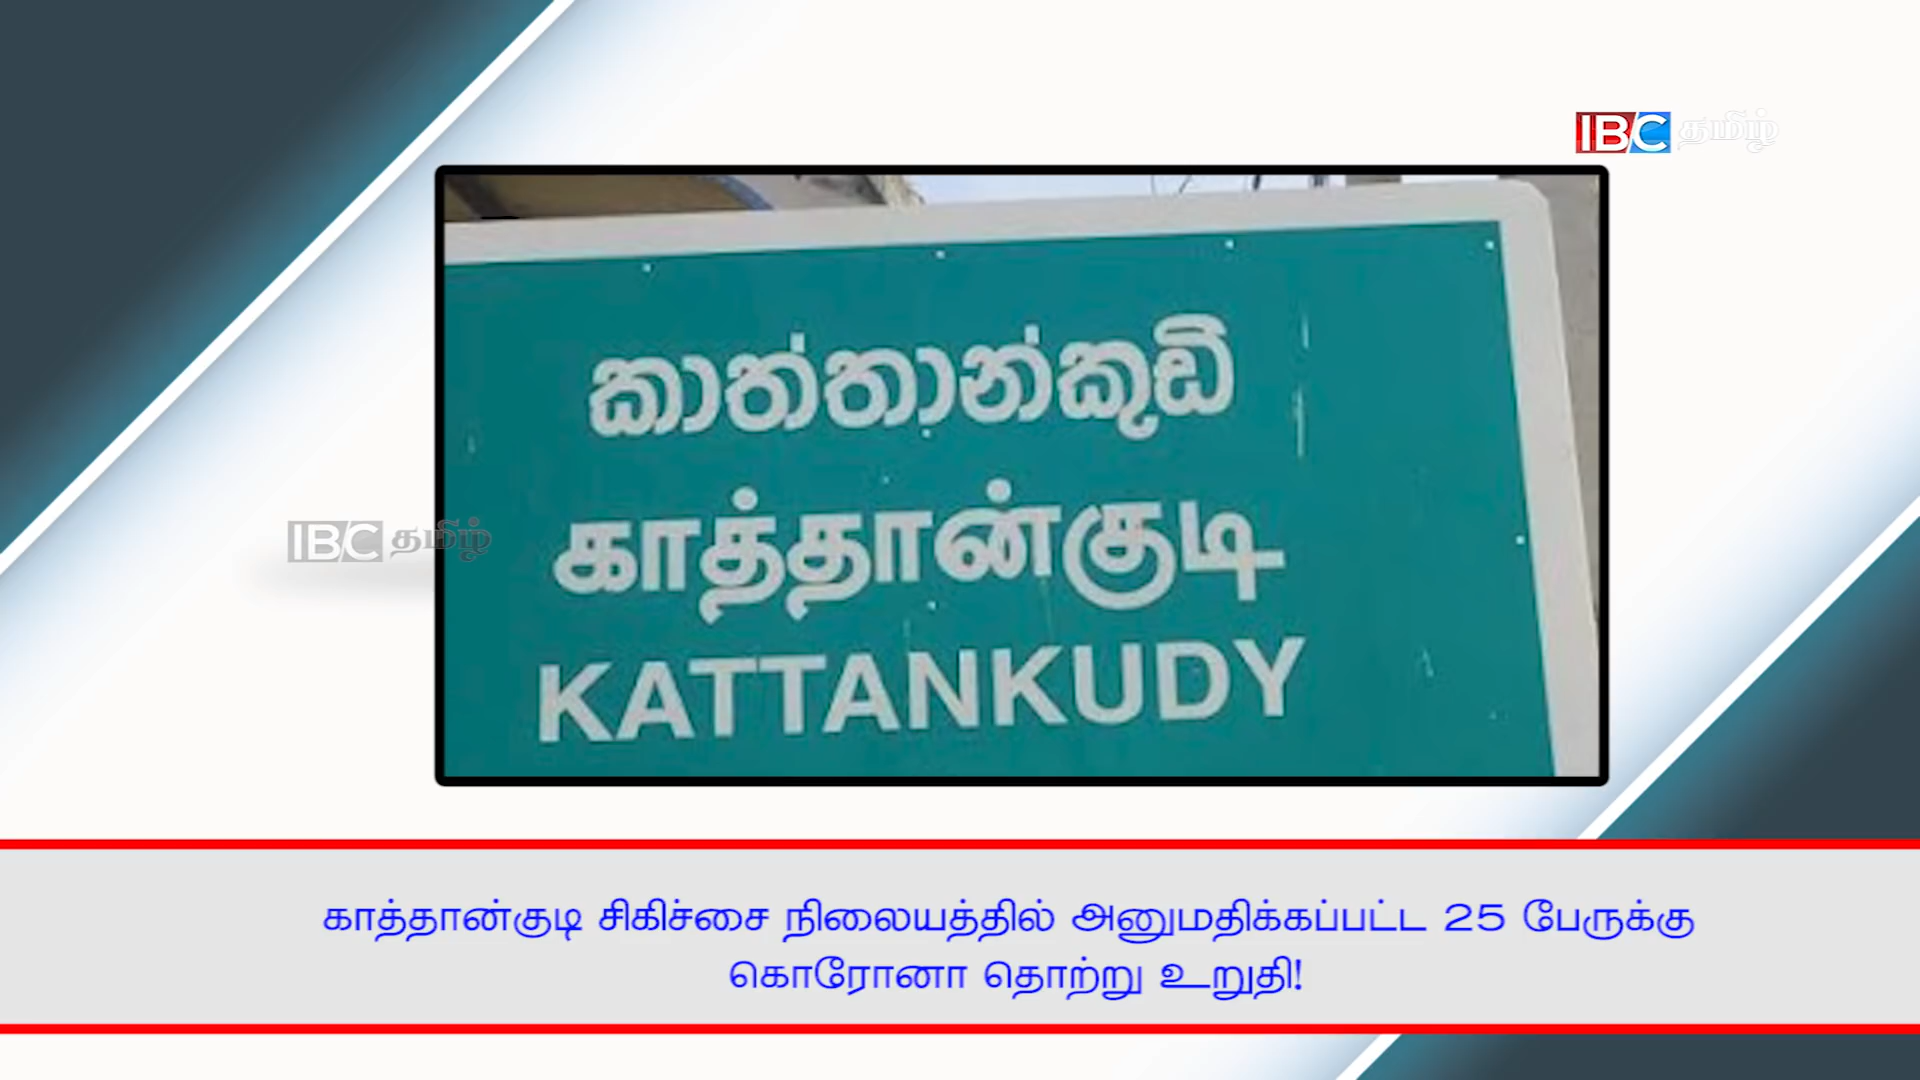 IBC தமிழ்
කාත්තාන්කුඩි
காத்தான்குடி
IBC தமிழ்
KATTANKUDY
காத்தான்குடி சிகிச்சை நிலையத்தில் அனுமதிக்கப்பட்ட 25 பேருக்கு
கொரோனா தொற்று உறுதி!